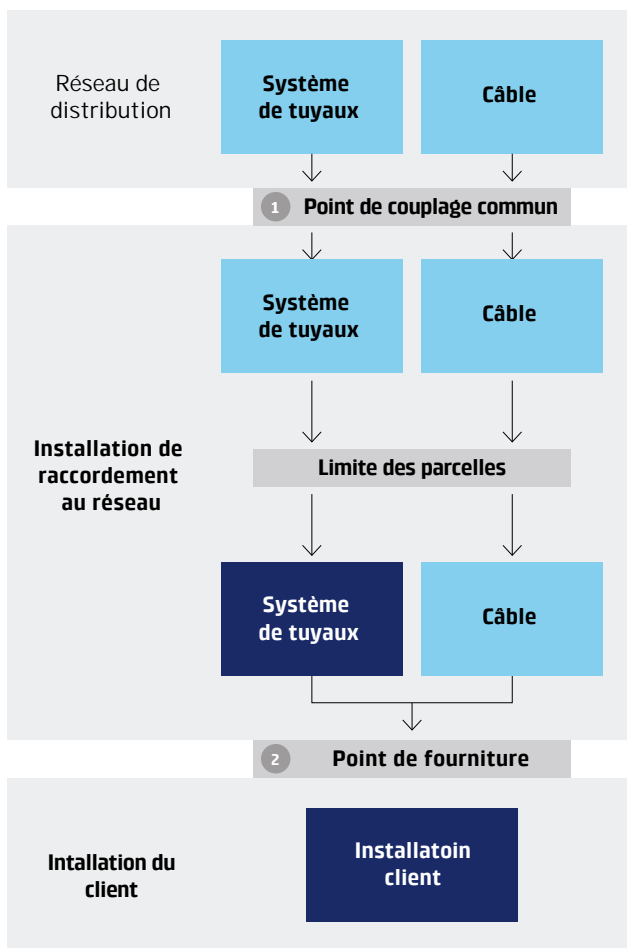 Réseau de
distribution
Système
de tuyaux
Câble
1 Point de couplage commun
Système
de tuyaux
Câble
Installation de
raccordement
au réseau
Limite des parcelles
Système
de tuyaux
Câble
2 Point de fourniture
Intallation du
client
Installatoin
client